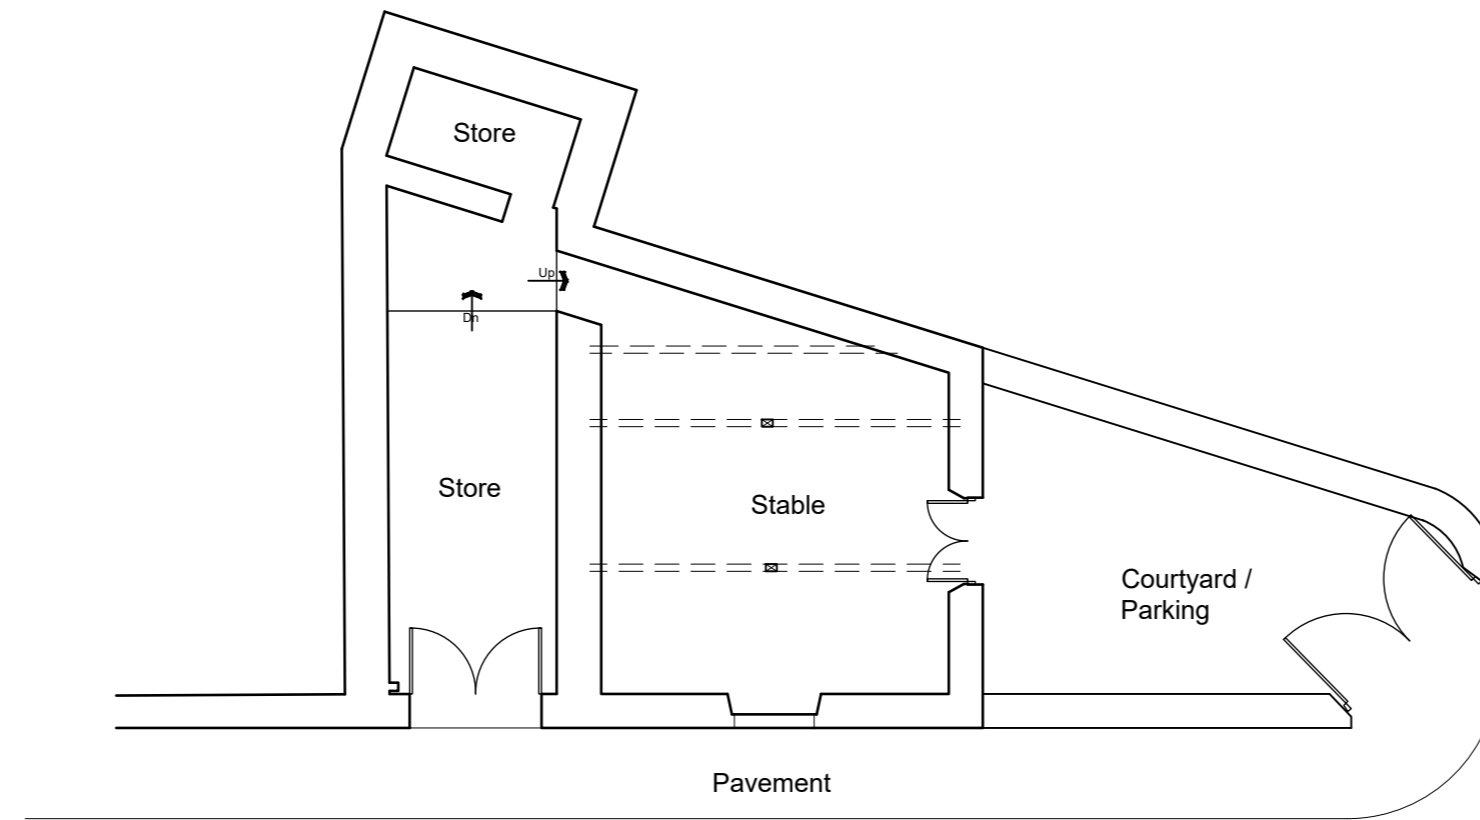 Store
Up
Dn
Store
Stable
Courtyard /
Parking
Pavement